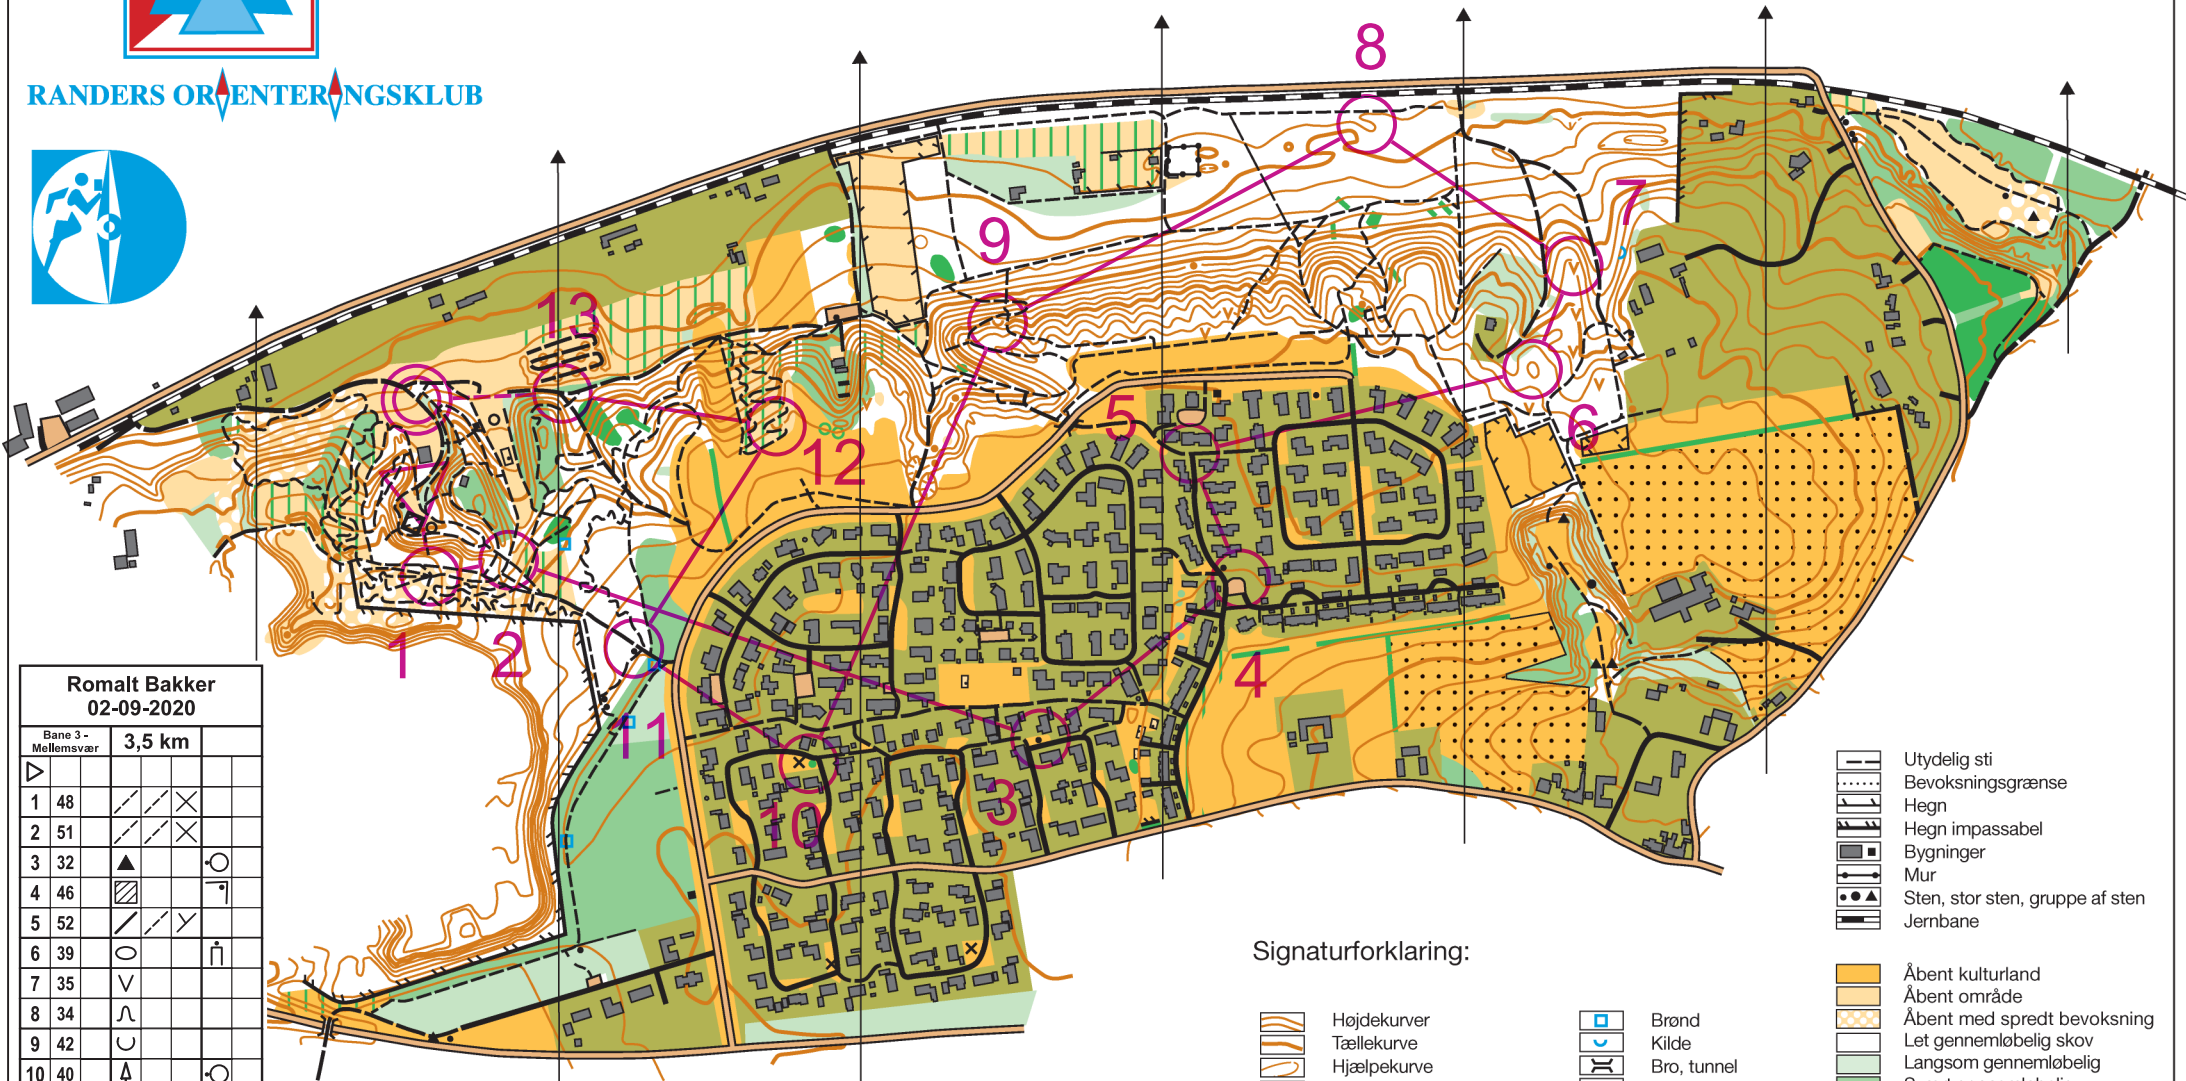 RANDERS ORIENTERINGSKLUB
8
7
9
13
5
12
6
1
2
4
11
3
10
Romalt Bakker
02-09-2020
Bane 3 -
Mellemsvær
3,5 km
1 48
2 51
3 32
4 46
5 52
6 39
7 35
8 34
9 42
10 40
Signaturforklaring:
Højdekurver
Tællekurve
Hjælpekurve
Brønd
Kilde
Bro, tunnel
Utydelig sti
Bevoksningsgrænse
Hegn
Hegn impassabel
Bygninger
Mur
Sten, stor sten, gruppe af sten
Jernbane
Åbent kulturland
Åbent område
Åbent med spredt bevoksning
Let gennemløbelig skov
Langsom gennemløbelig